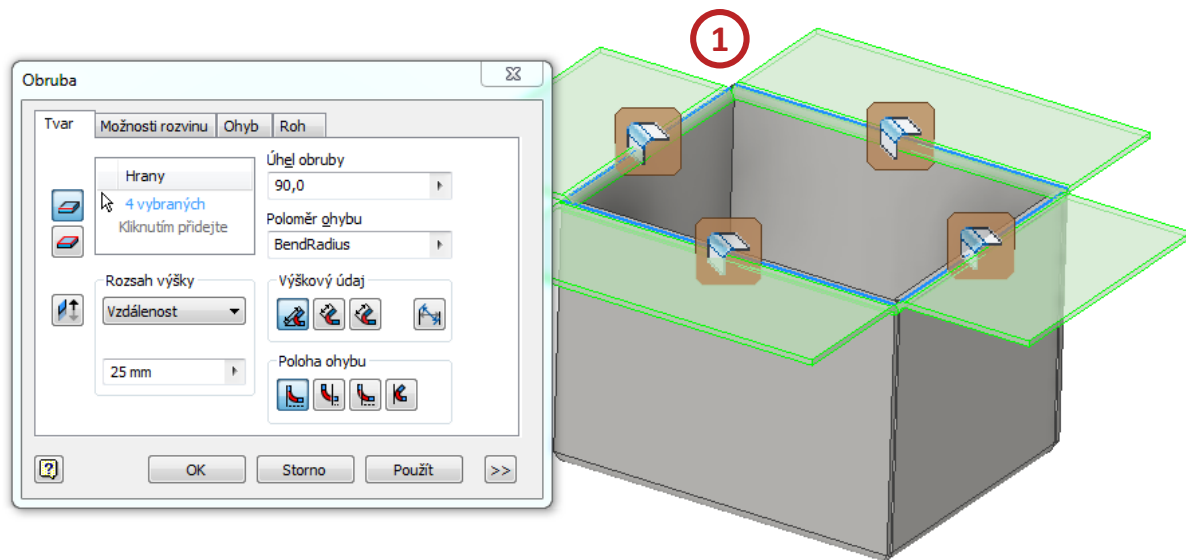 1
Obruba
Tvar
Možnosti rozvinu
Ohyb
Roh
Hrany
4 vybraných
Kliknutím přidejte
Úhel obruby
90,0
Poloměr ohybu
BendRadius
Rozsah výšky
Vzdálenost
25 mm
Výškový údaj
Poloha ohybu
?
OK
Storno
Použít
>>